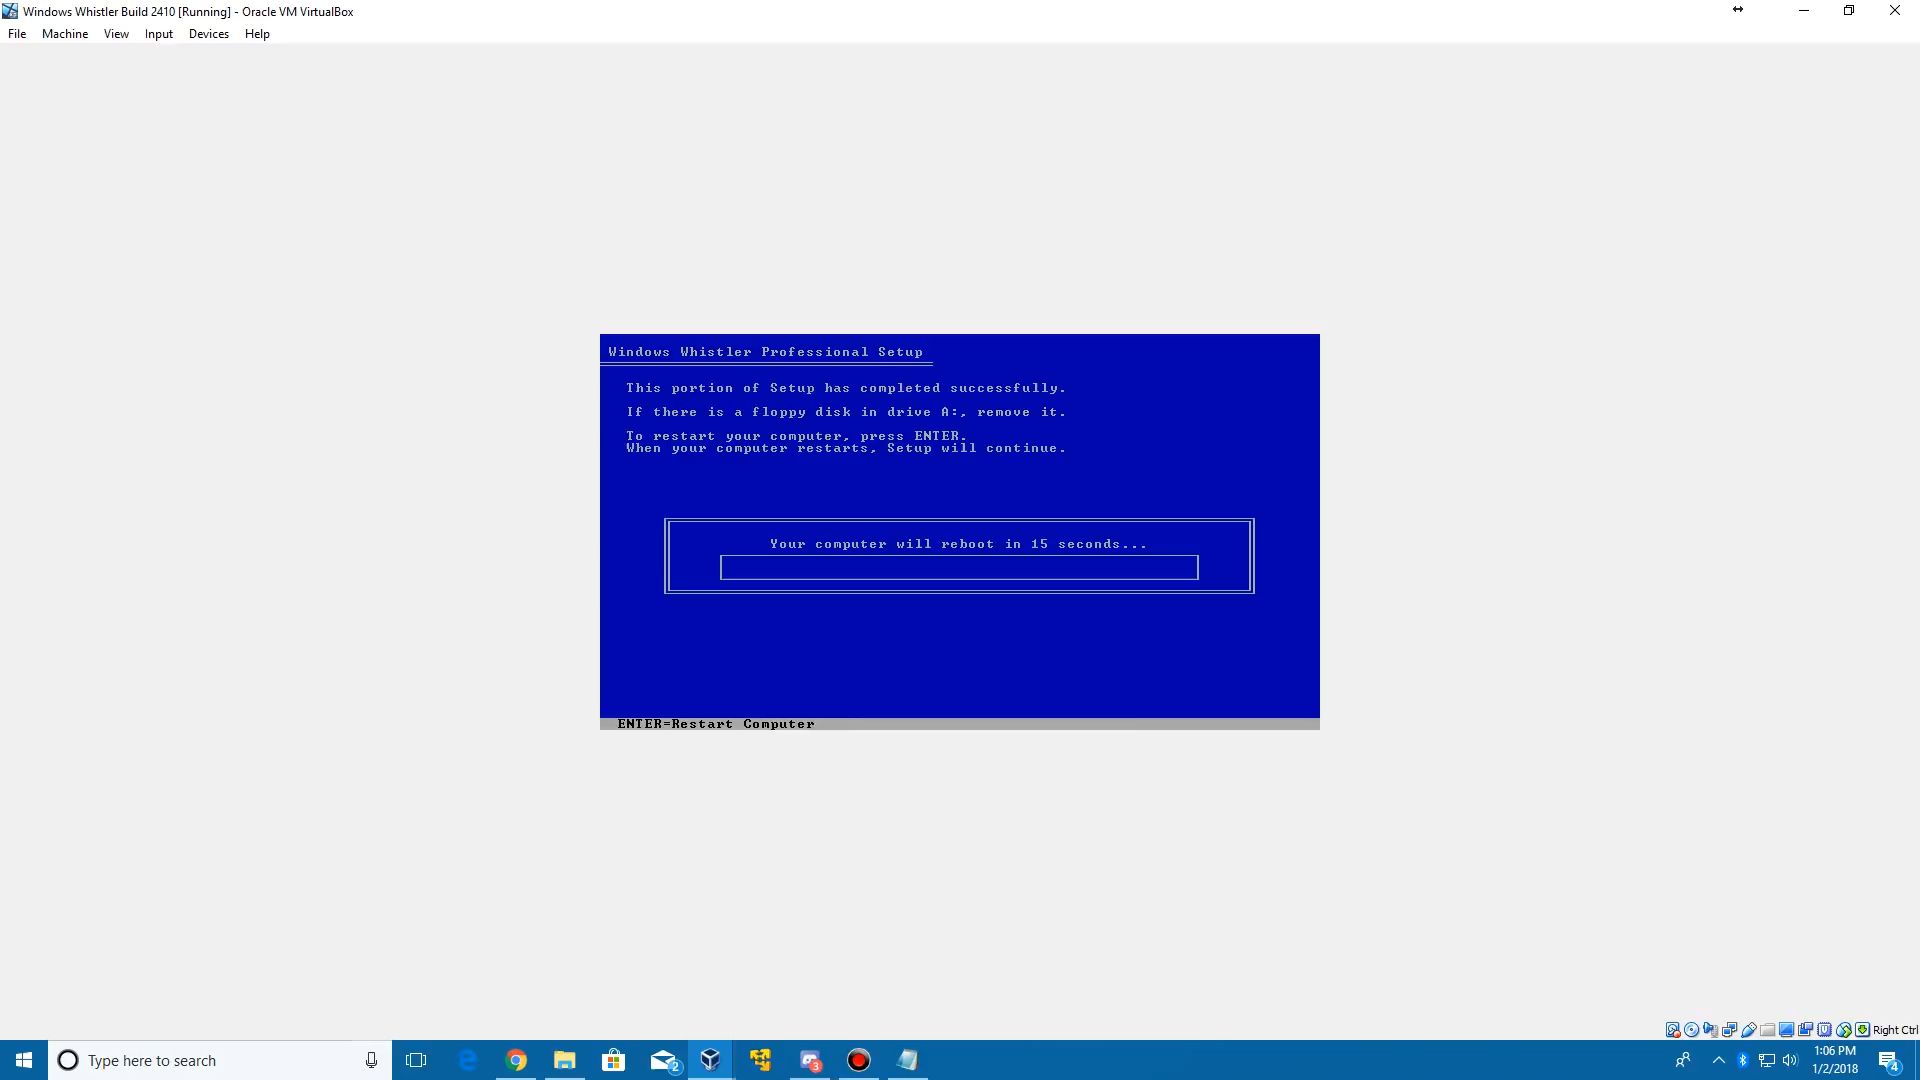 Windows Whistler Build 2410 [Running] - Oracle VM VirtualBox
File Machine View Input Devices Help
Windows Whistler Professional Setup
This portion of Setup has completed successfully.
If there is a floppy disk in drive A:, remove it.
To restart your computer, press ENTER.
When your computer restarts, Setup will continue.
Your computer will reboot in 15 seconds...
ENTER=Restart Computer
Right Ctrl
Type here to search
2
3
1:06 PM
1/2/2018
4